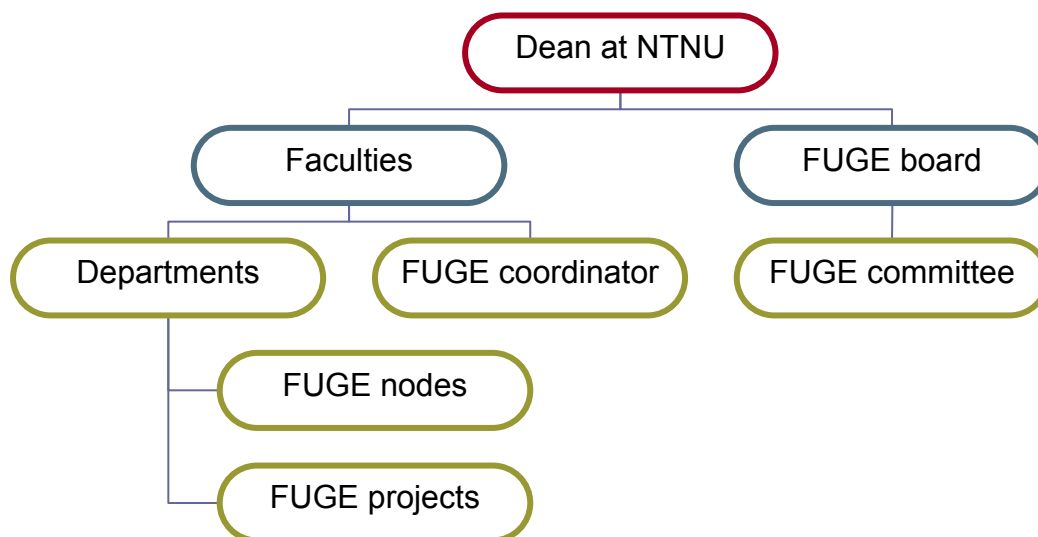 Dean at NTNU
Faculties
FUGE board
Departments
FUGE coordinator
FUGE committee
FUGE nodes
FUGE projects